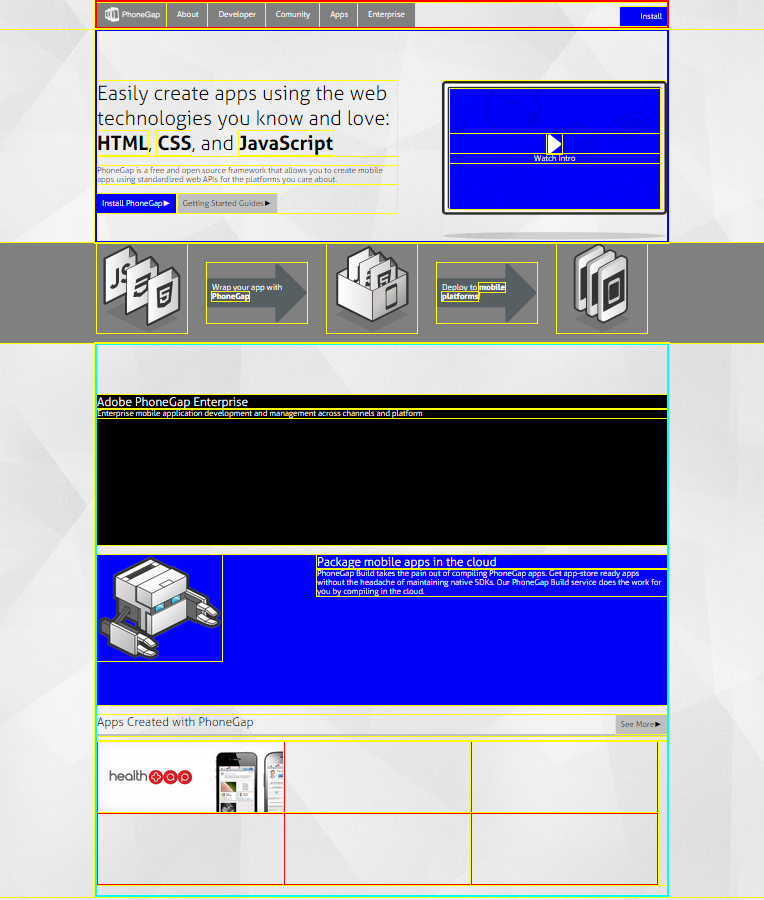 PhoneGap About Developer Comunity Apps Enterprise Install
Easily create apps using the web
technologies you know and love:
HTML, CSS, and JavaScript
PhoneGap is a free and open source framework that allows you to create mobile
apps using standardized web APIs for the platforms you care about.
Install PhoneGap▶ Getting Started Guides▶
Watch Intro
JS
Wrap your app with
PhoneGap
Deploy to mobile
platforms!
Adobe PhoneGap Enterprise
Enterprise mobile application development and management across channels and platform
Package mobile apps in the cloud
PhoneGap Build takes the pain out of compiling PhoneGap apps. Get app-store ready apps
without the headache of maintaining native SDKs. Our PhoneGap Build service does the work for
you by compiling in the cloud.
Apps Created with PhoneGap
See More▶
healthtap